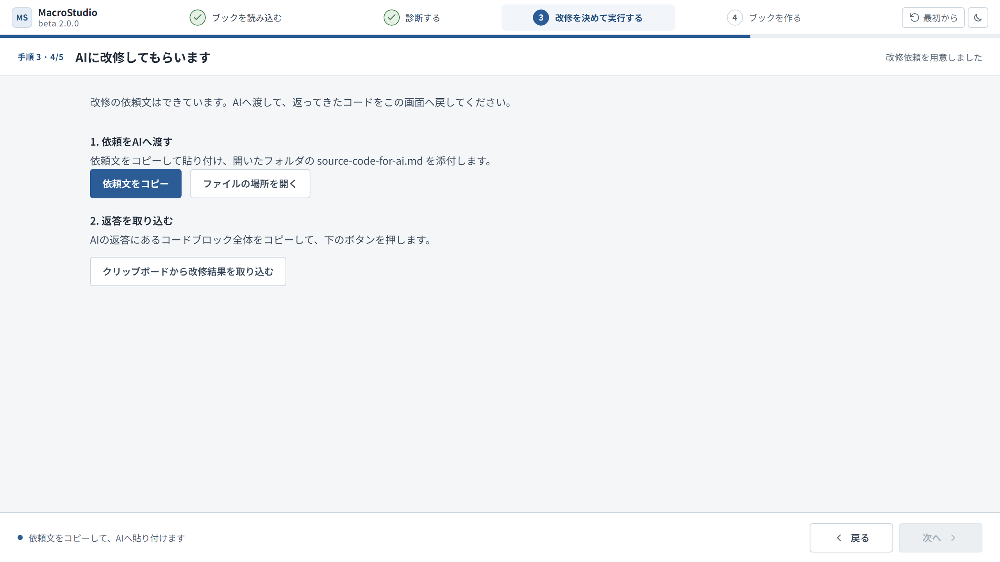 MS
MacroStudio
beta 2.0.0
ブックを読み込む
診断する
3 改修を決めて実行する
4 ブックを作る
最初から
手順 3 · 4/5
AIに改修してもらいます
改修依頼を用意しました
改修の依頼文はできています。AIへ渡して、返ってきたコードをこの画面へ戻してください。
1. 依頼をAIへ渡す
依頼文をコピーして貼り付け、開いたフォルダの source-code-for-ai.md を添付します。
依頼文をコピー
ファイルの場所を開く
2. 返答を取り込む
AIの返答にあるコードブロック全体をコピーして、下のボタンを押します。
クリップボードから改修結果を取り込む
依頼文をコピーして、AIへ貼り付けます
戻る
次へ